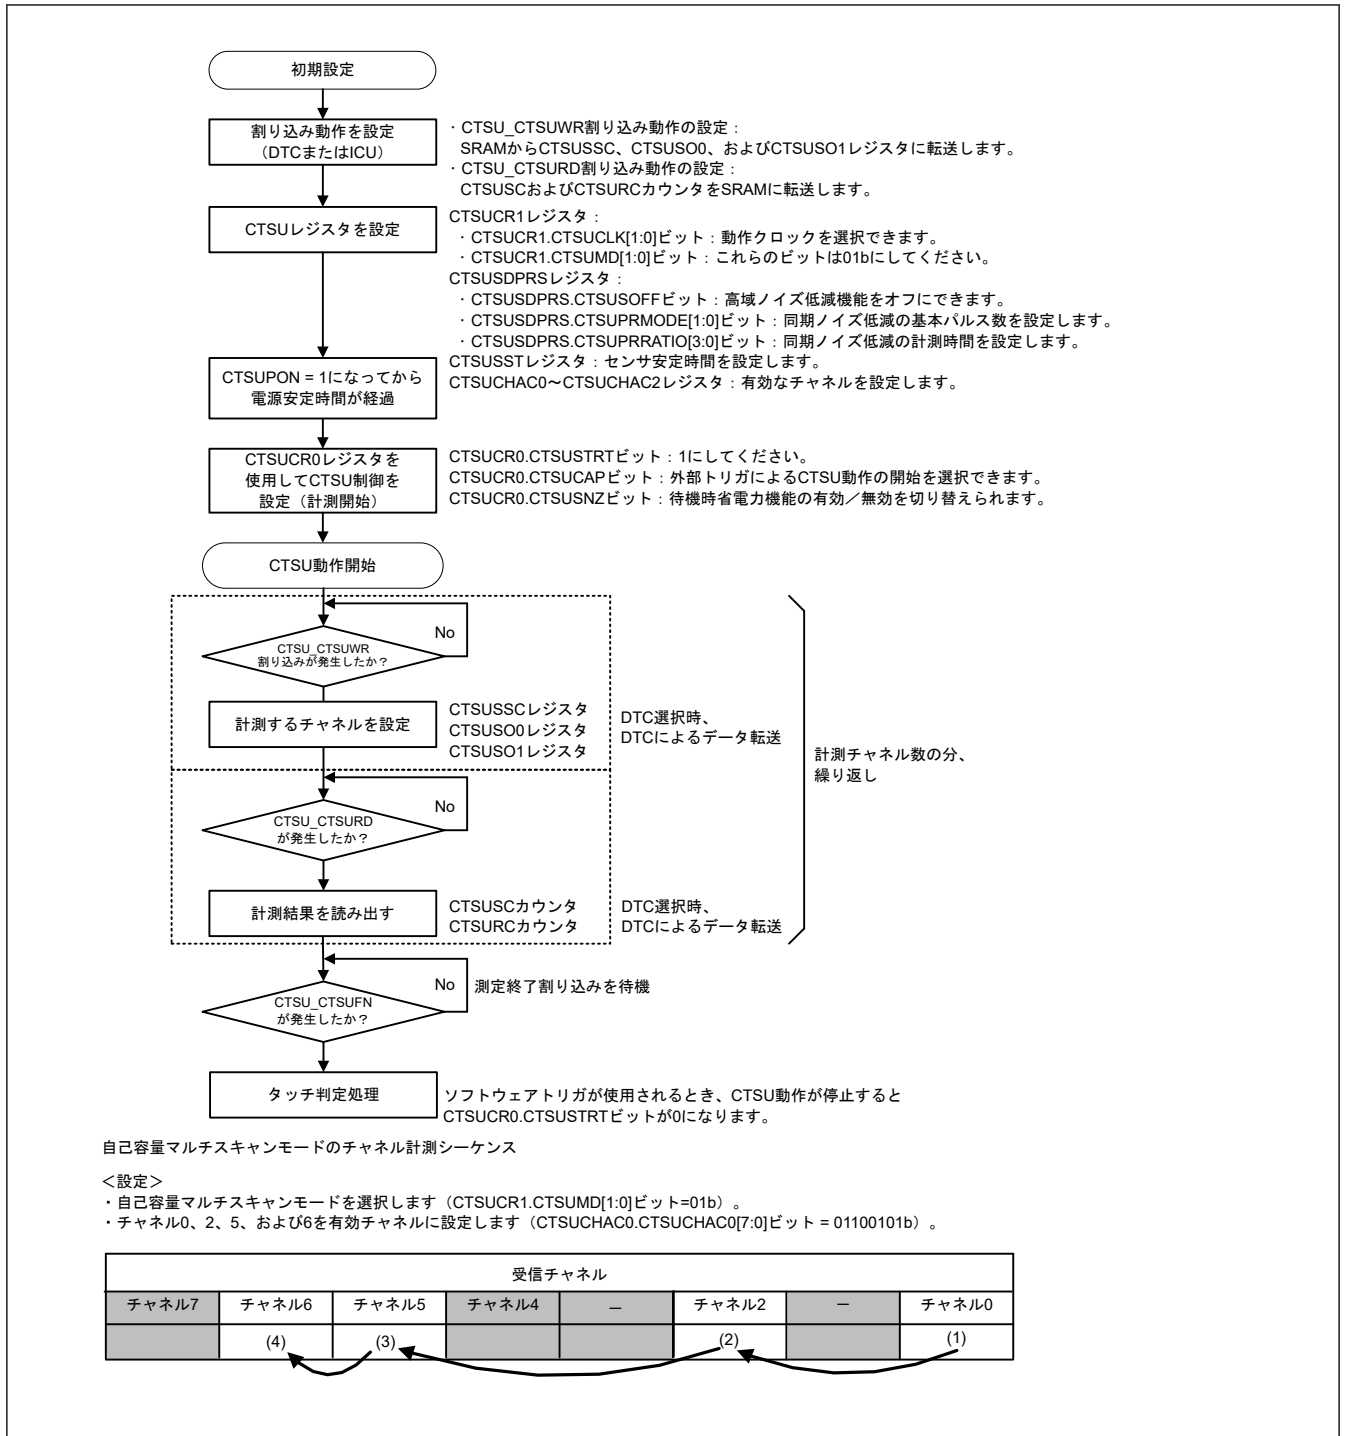 初期設定
割り込み動作を設定
（DTCまたはICU）
・CTSU_CTSUWR割り込み動作の設定：
SRAMからCTSUSSC、CTSUSO0、およびCTSUSO1レジスタに転送します。
・CTSU_CTSURD割り込み動作の設定：
CTSUSCおよびCTSURCカウンタをSRAMに転送します。
CTSUレジスタを設定
CTSUCR1レジスタ：
・CTSUCR1.CTSUCLK[1:0]ビット：動作クロックを選択できます。
・CTSUCR1.CTSUMD[1:0]ビット：これらのビットは01bにしてください。
CTSUSDPRSレジスタ：
・CTSUSDPRS.CTSUSOFFビット：高域ノイズ低減機能をオフにできます。
・CTSUSDPRS.CTSUPRMODE[1:0]ビット：同期ノイズ低減の基本パルス数を設定します。
・CTSUSDPRS.CTSUPRRATIO[3:0]ビット：同期ノイズ低減の計測時間を設定します。
CTSUSSTレジスタ：センサ安定時間を設定します。
CTSUCHAC0～CTSUCHAC2レジスタ：有効なチャネルを設定します。
CTSUPON = 1になってから
電源安定時間が経過
CTSUCR0レジスタを
使用してCTSU制御を
設定（計測開始）
CTSUCR0.CTSUSTRTビット：1にしてください。
CTSUCR0.CTSUCAPビット：外部トリガによるCTSU動作の開始を選択できます。
CTSUCR0.CTSUSNZビット：待機時省電力機能の有効／無効を切り替えられます。
CTSU動作開始
No
CTSU_CTSUWR
割り込みが発生したか？
計測するチャネルを設定
CTSUSSCレジスタ
CTSUSO0レジスタ
CTSUSO1レジスタ
DTC選択時、
DTCによるデータ転送
計測チャネル数の分、
繰り返し
No
CTSU_CTSURD
が発生したか？
計測結果を読み出す
CTSUSCカウンタ
CTSURCカウンタ
DTC選択時、
DTCによるデータ転送
No
測定終了割り込みを待機
CTSU_CTSUFN
が発生したか？
タッチ判定処理
ソフトウェアトリガが使用されるとき、CTSU動作が停止すると
CTSUCR0.CTSUSTRTビットが0になります。
自己容量マルチスキャンモードのチャネル計測シーケンス
＜設定＞
・自己容量マルチスキャンモードを選択します（CTSUCR1.CTSUMD[1:0]ビット=01b）。
・チャネル0、2、5、および6を有効チャネルに設定します（CTSUCHAC0.CTSUCHAC0[7:0]ビット = 01100101b）。
受信チャネル
チャネル7 チャネル6 チャネル5 チャネル4 － チャネル2 － チャネル0
(4) (3) (2) (1)